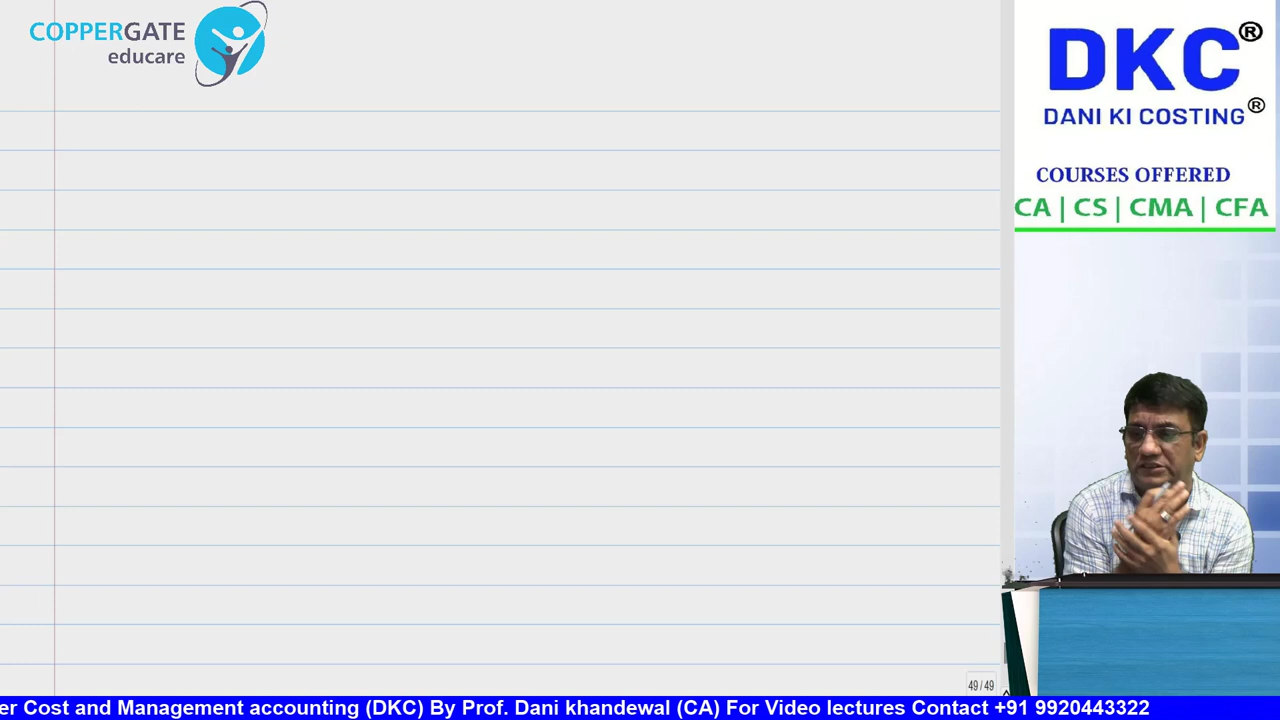 COPPERGATE
educare
DKC®
DANI KI COSTING®
COURSES OFFERED
CA | CS | CMA | CFA
49 / 49
er Cost and Management accounting (DKC) By Prof. Dani khandewal (CA) For Video lectures Contact +91 9920443322